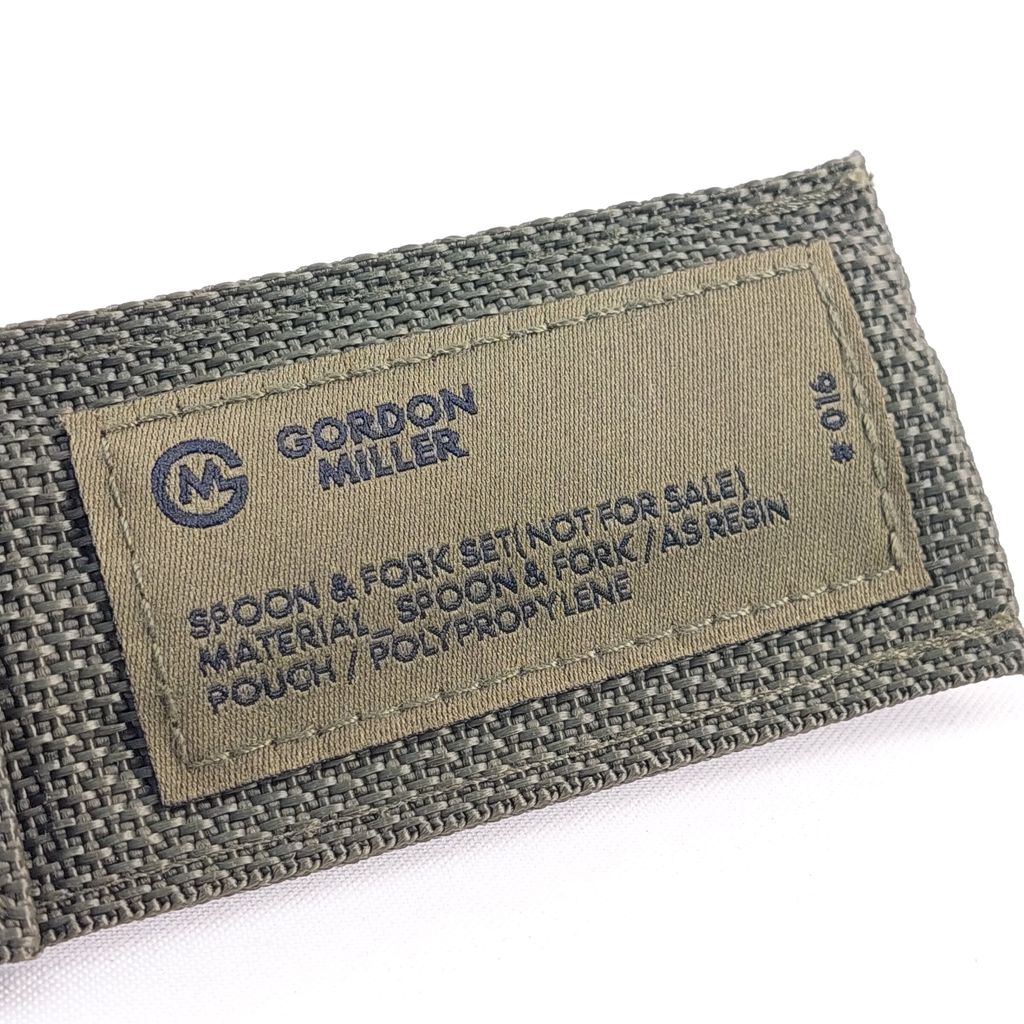 GM
GORDON
MILLER
SPOON & FORK SET(NOT FOR SALE)
MATERIAL_SPOON & FORK / AS RESIN
POUCH / POLYPROPYLENE
# 016